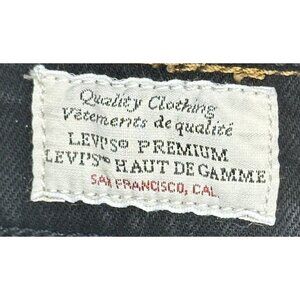 Quality Clothing
Vêtements de qualité
LEVI'S® PREMIUM
LEVI'S® HAUT DE GAMME
SAN FRANCISCO, CAL